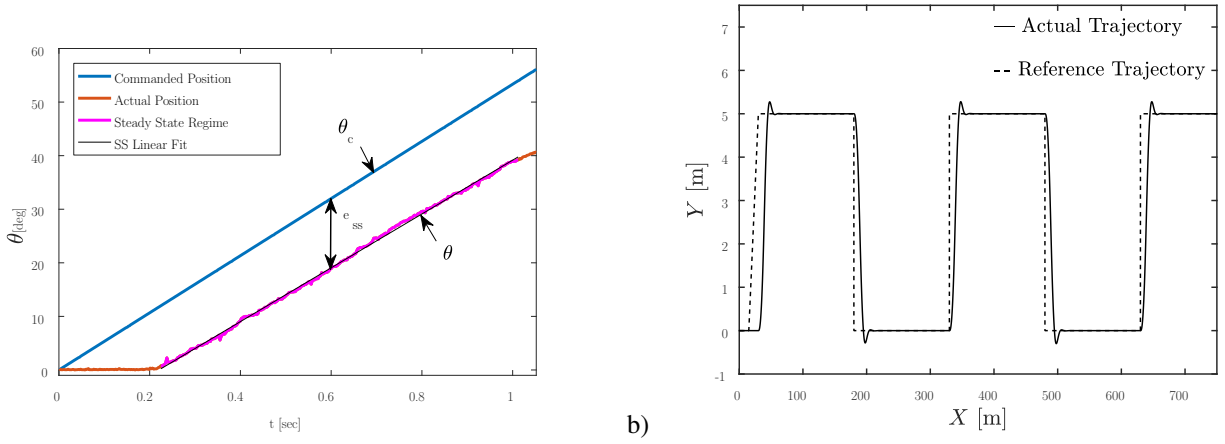 60
50
40
30
20
10
0
θ[deg]
Commanded Position
Actual Position
Steady State Regime
SS Linear Fit
θc
ess
θ
0
0.2
0.4
0.6
0.8
1
t [sec]
b)
7
6
5
4
3
2
1
0
-1
Y [m]
Actual Trajectory
Reference Trajectory
0
100
200
300
400
500
600
700
X [m]